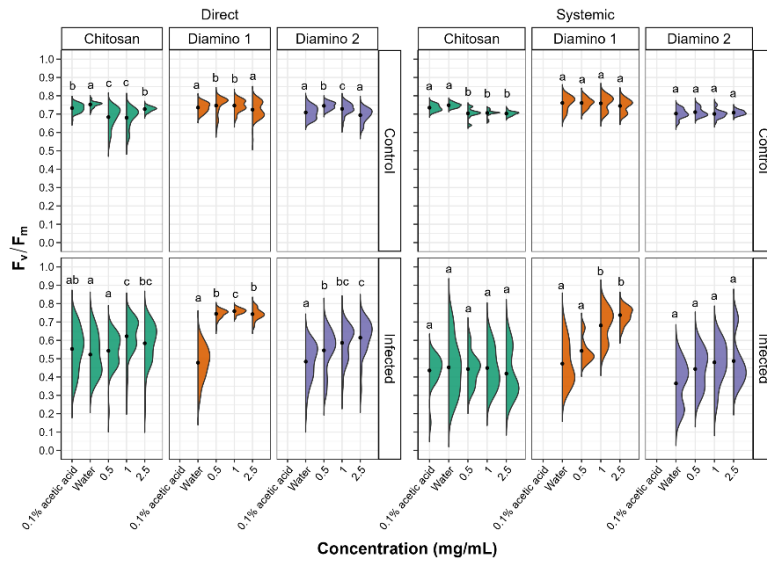 Direct
Systemic
Chitosan
Diamino 1
Diamino 2
Chitosan
Diamino 1
Diamino 2
1.0
0.9
0.8
0.7
0.6
0.5
0.4
0.3
0.2
0.1
0.0
b a c c b
a b b a
a b c a
a a b b b
a a a a
a a a a
Control
Control
Fv/Fm
1.0
0.9
0.8
0.7
0.6
0.5
0.4
0.3
0.2
0.1
0.0
ab a a c bc
a b c b
a b bc c
a a a a a
a a b b
a a a a
Infected
Infected
0.1% acetic acid
Water
0.5
1
2.5
0.1% acetic acid
Water
0.5
1
2.5
0.1% acetic acid
Water
0.5
1
2.5
0.1% acetic acid
Water
0.5
1
2.5
0.1% acetic acid
Water
0.5
1
2.5
0.1% acetic acid
Water
0.5
1
2.5
Concentration (mg/mL)